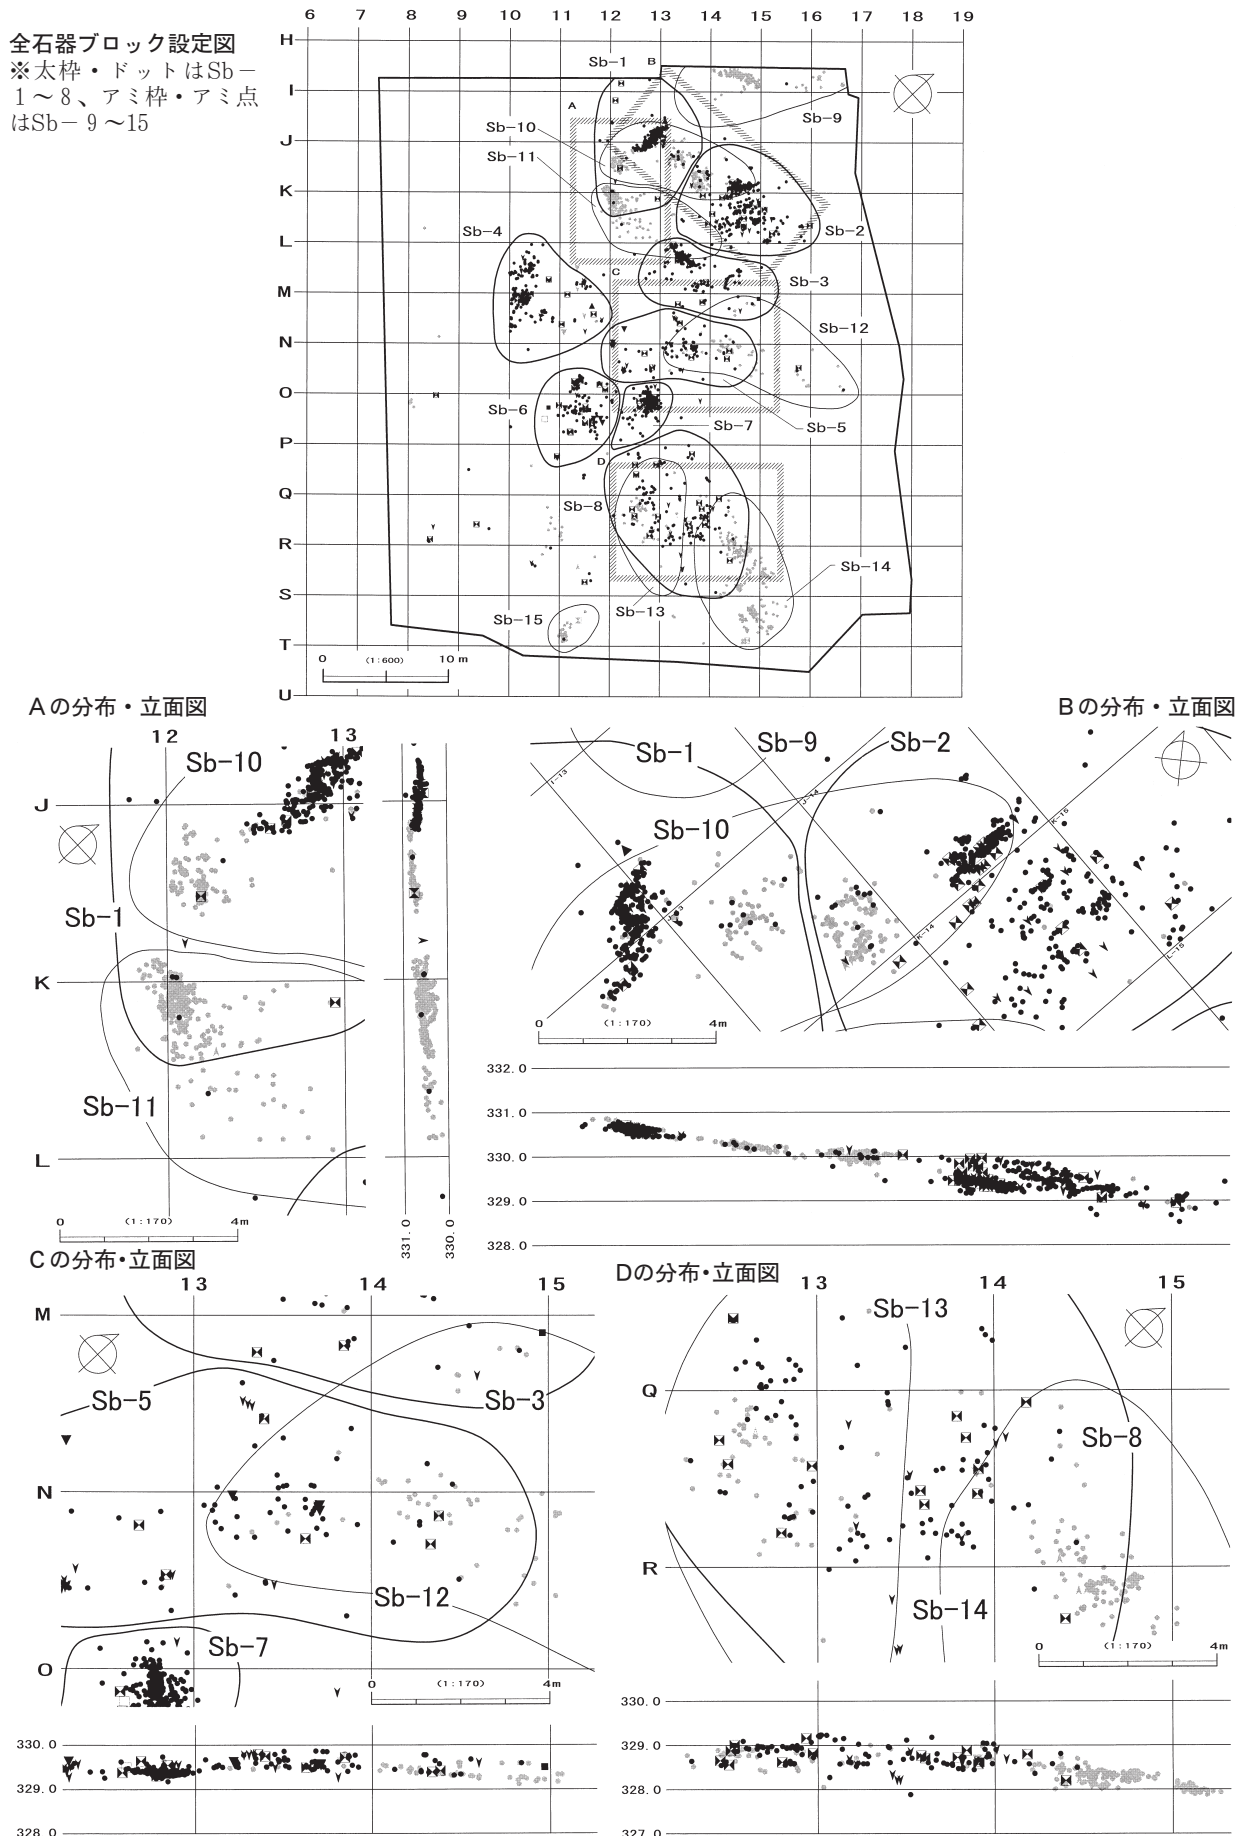 全石器ブロック設定図
※太枠・ドットはSb-
1~8、アミ枠・アミ点
はSb-9~15
6 7 8 9 10 11 12 13 14 15 16 17 18 19
H
I
J
K
L
M
N
O
P
Q
R
S
T
U
Sb-1
B
A
Sb-9
Sb-10
Sb-11
Sb-4
Sb-2
C
Sb-3
Sb-12
Sb-6
Sb-7
Sb-5
D
Sb-8
Sb-14
Sb-13
Sb-15
0 (1:600) 10m
Aの分布・立面図
12 13
Sb-10
J
Sb-1
K
Sb-11
L
0 (1:170) 4m
331.0
330.0
Bの分布・立面図
Sb-1
Sb-9
Sb-2
I-13
J-14
K-15
Sb-10
J-13
K-14
L-15
0 (1:170) 4m
332.0
331.0
330.0
329.0
328.0
Cの分布・立面図
13 14 15
M
Sb-5
Sb-3
N
Sb-12
Sb-7
O
0 (1:170) 4m
330.0
329.0
328.0
Dの分布・立面図
13 14 15
Sb-13
Q
Sb-8
R
Sb-14
0 (1:170) 4m
330.0
329.0
328.0
327.0